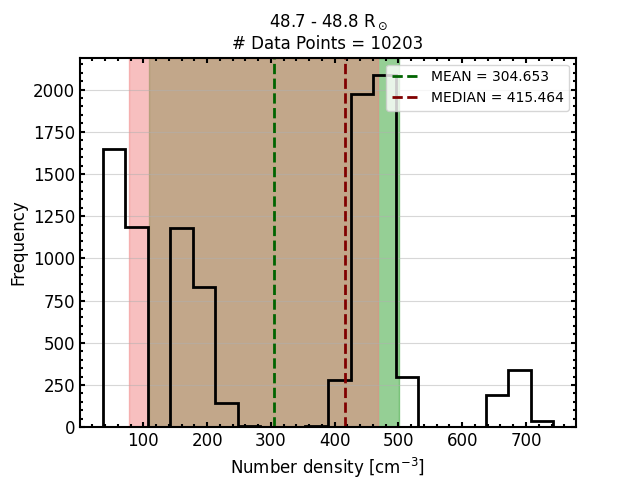 48.7 - 48.8 R⊙
# Data Points = 10203
MEAN = 304.653
MEDIAN = 415.464
Frequency
2000
1750
1500
1250
1000
750
500
250
0
100 200 300 400 500 600 700
Number density [cm⁻³]